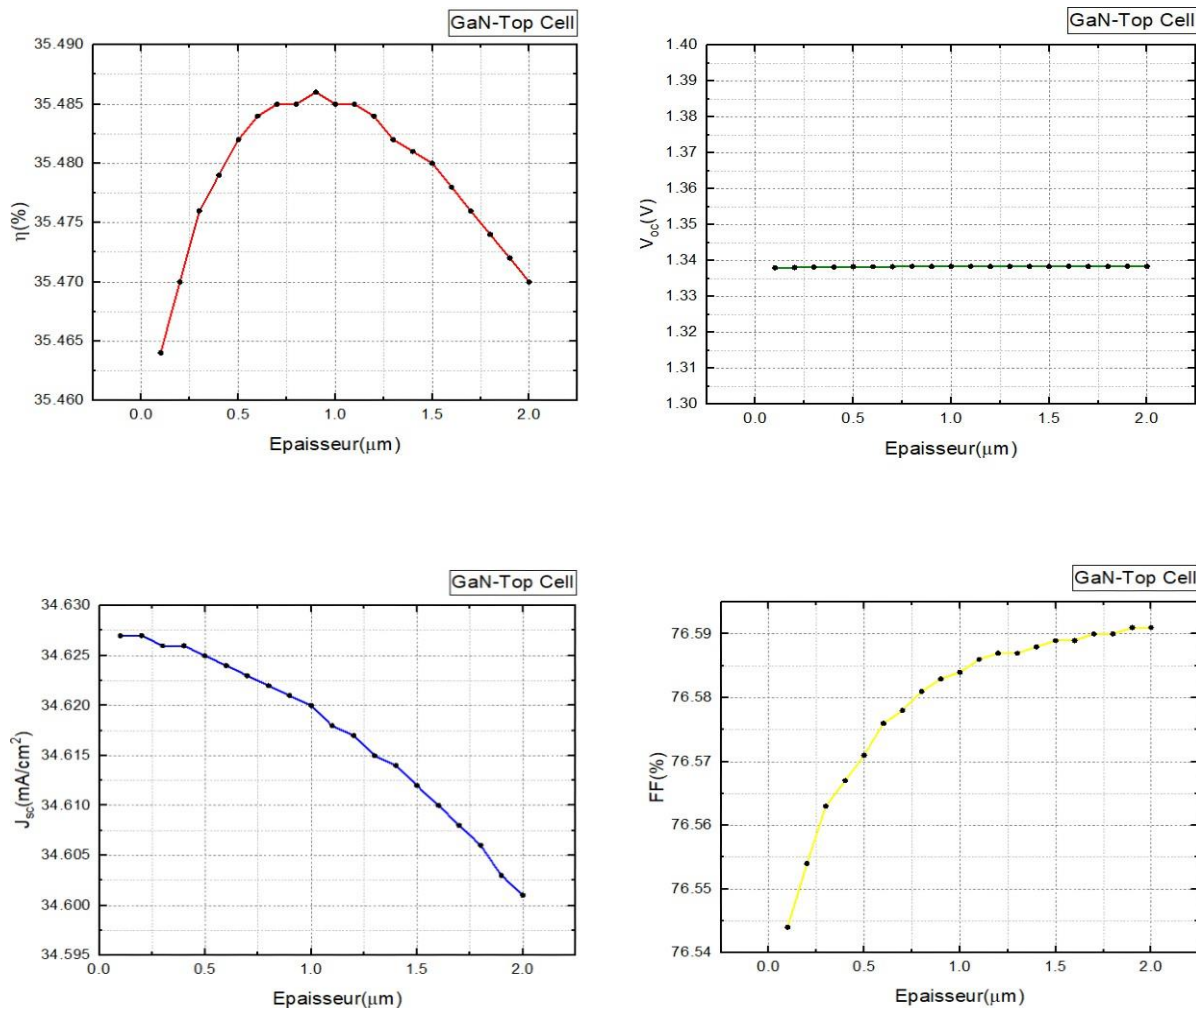 GaN-Top Cell
35.490
35.485
35.480
35.475
35.470
35.465
35.460
η(%)
0.0 0.5 1.0 1.5 2.0
Epaisseur(μm)
GaN-Top Cell
1.40
1.39
1.38
1.37
1.36
1.35
1.34
1.33
1.32
1.31
1.30
Voc(V)
0.0 0.5 1.0 1.5 2.0
Epaisseur(μm)
GaN-Top Cell
34.630
34.625
34.620
34.615
34.610
34.605
34.600
34.595
Jsc(mA/cm²)
0.0 0.5 1.0 1.5 2.0
Epaisseur(μm)
GaN-Top Cell
76.59
76.58
76.57
76.56
76.55
76.54
FF(%)
0.0 0.5 1.0 1.5 2.0
Epaisseur(μm)